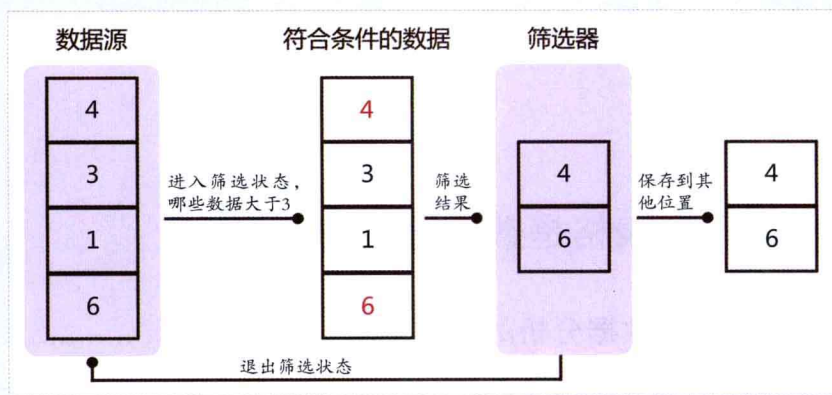 数据源
符合条件的数据
筛选器
4
3
1
6
进入筛选状态，
哪些数据大于3
4
3
1
6
筛选
结果
4
6
保存到其
他位置
4
6
退出筛选状态